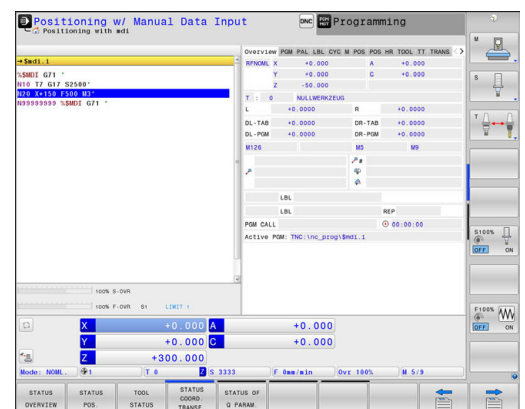 Positioning w/ Manual Data Input
DNC
Programming
Positioning with mdi
→$mdi.i
%$MDI G71 *
N10 T7 G17 S2500*
N20 X+150 F500 M3*
N99999999 %$MDI G71 *
100% S-OVR
100% F-OVR S1 LIMIT 1
Overview PGM PAL LBL CYC M POS POS HR TOOL TT TRANS
RFNOML X +0.000 A +0.000
Y +0.000 C +0.000
Z -50.000
T : 0 NULLWERKZEUG
L +0.0000 R +0.0000
DL-TAB +0.0000 DR-TAB +0.0000
DL-PGM +0.0000 DR-PGM +0.0000
M126 M5 M9
LBL
LBL REP
PGM CALL 00:00:00
Active PGM: TNC:\nc_prog\$mdi.i
M
S
T
S100%
OFF ON
F100%
OFF ON
X +0.000 A +0.000
Y +0.000 C +0.000
Z +300.000
Mode: NOML. 1 T 0 Z S 3333 F 0mm/min Ovr 100% M 5/9
STATUS OVERVIEW
STATUS POS.
TOOL STATUS
STATUS COORD. TRANSF.
STATUS OF Q PARAM.